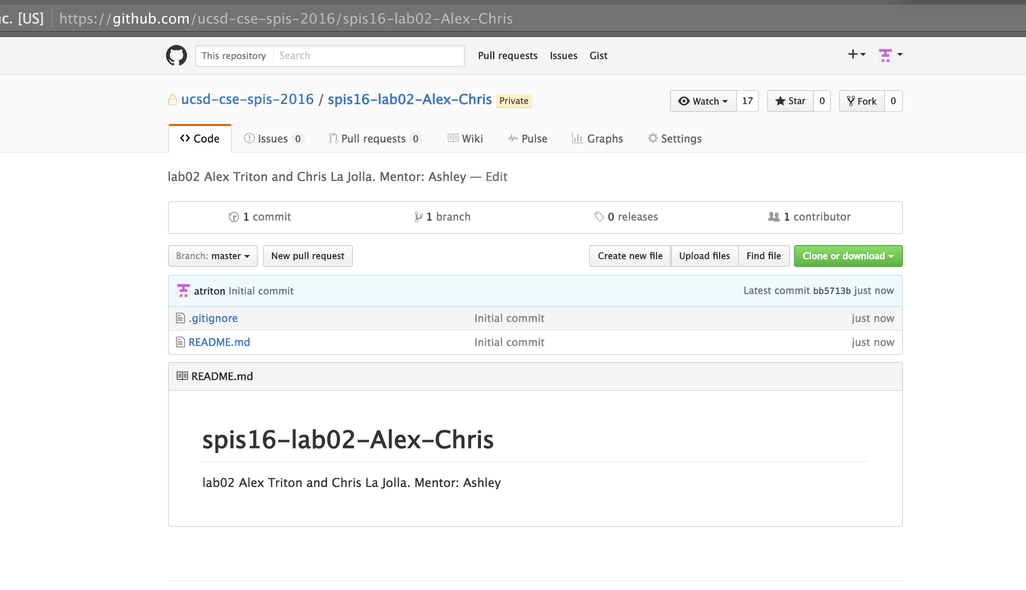 c. [US] https://github.com/ucsd-cse-spis-2016/spis16-lab02-Alex-Chris
This repository Search Pull requests Issues Gist
ucsd-cse-spis-2016 / spis16-lab02-Alex-Chris Private Watch 17 Star 0 Fork 0
Code Issues 0 Pull requests 0 Wiki Pulse Graphs Settings
lab02 Alex Triton and Chris La Jolla. Mentor: Ashley — Edit
1 commit 1 branch 0 releases 1 contributor
Branch: master New pull request Create new file Upload files Find file Clone or download
atriton Initial commit Latest commit bb5713b just now
.gitignore Initial commit just now
README.md Initial commit just now
README.md
spis16-lab02-Alex-Chris
lab02 Alex Triton and Chris La Jolla. Mentor: Ashley